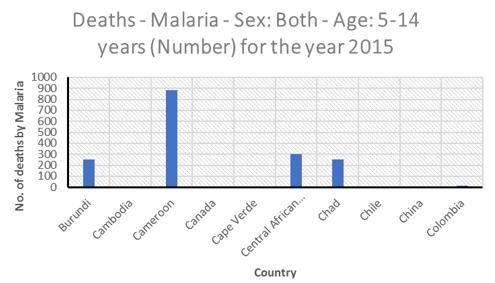 Deaths - Malaria - Sex: Both - Age: 5-14
years (Number) for the year 2015
No. of deaths by Malaria
1000
900
800
700
600
500
400
300
200
100
0
Burundi
Cambodia
Cameroon
Canada
Cape Verde
Central African...
Chad
Chile
China
Colombia
Country